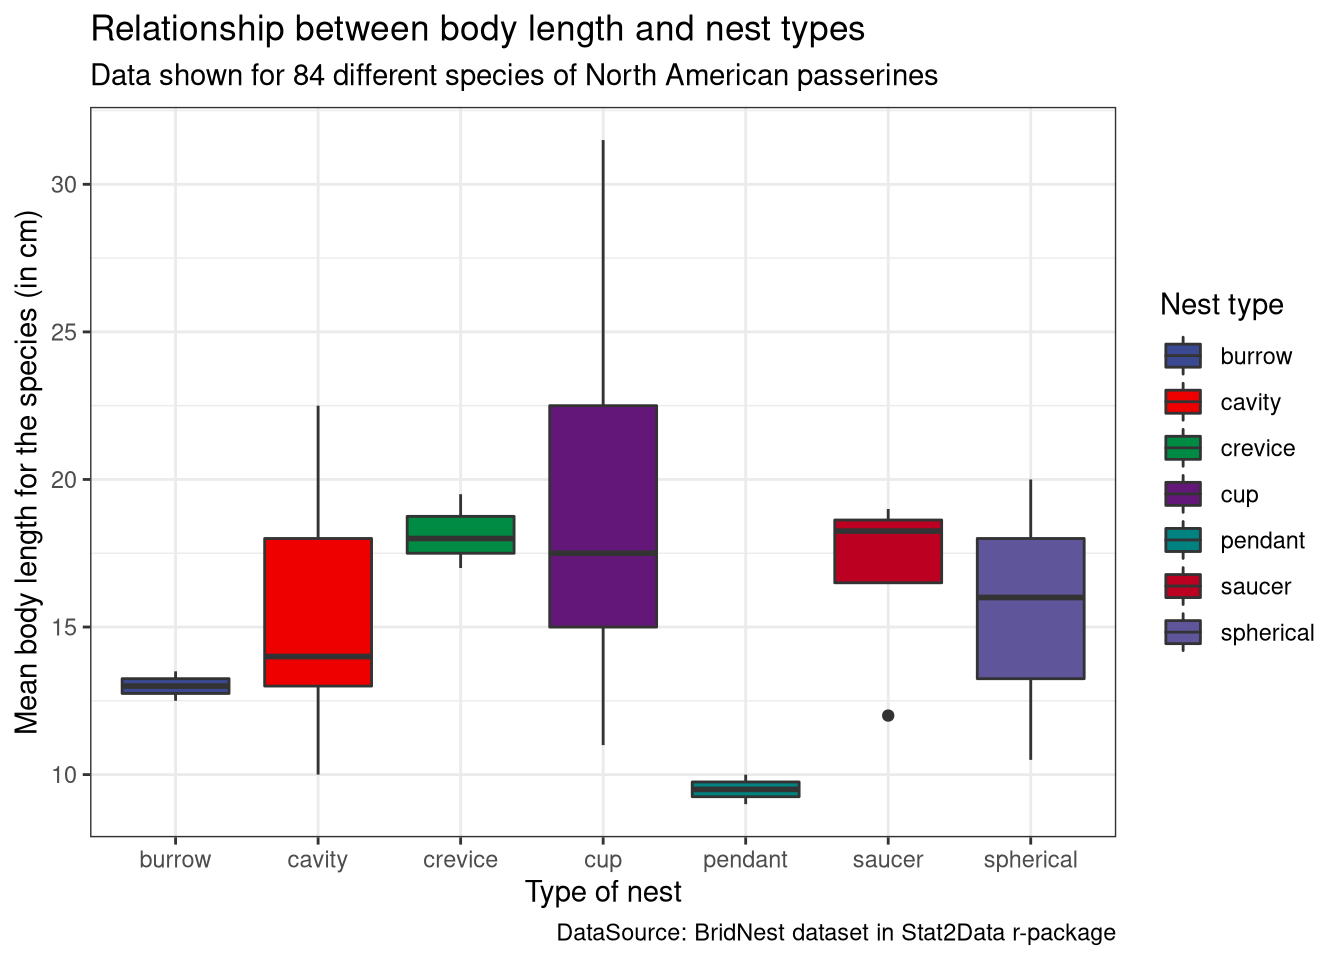 Relationship between body length and nest types
Data shown for 84 different species of North American passerines
Mean body length for the species (in cm)
30
25
20
15
10
burrow
cavity
crevice
cup
pendant
saucer
spherical
Type of nest
DataSource: BridNest dataset in Stat2Data r-package
Nest type
burrow
cavity
crevice
cup
pendant
saucer
spherical